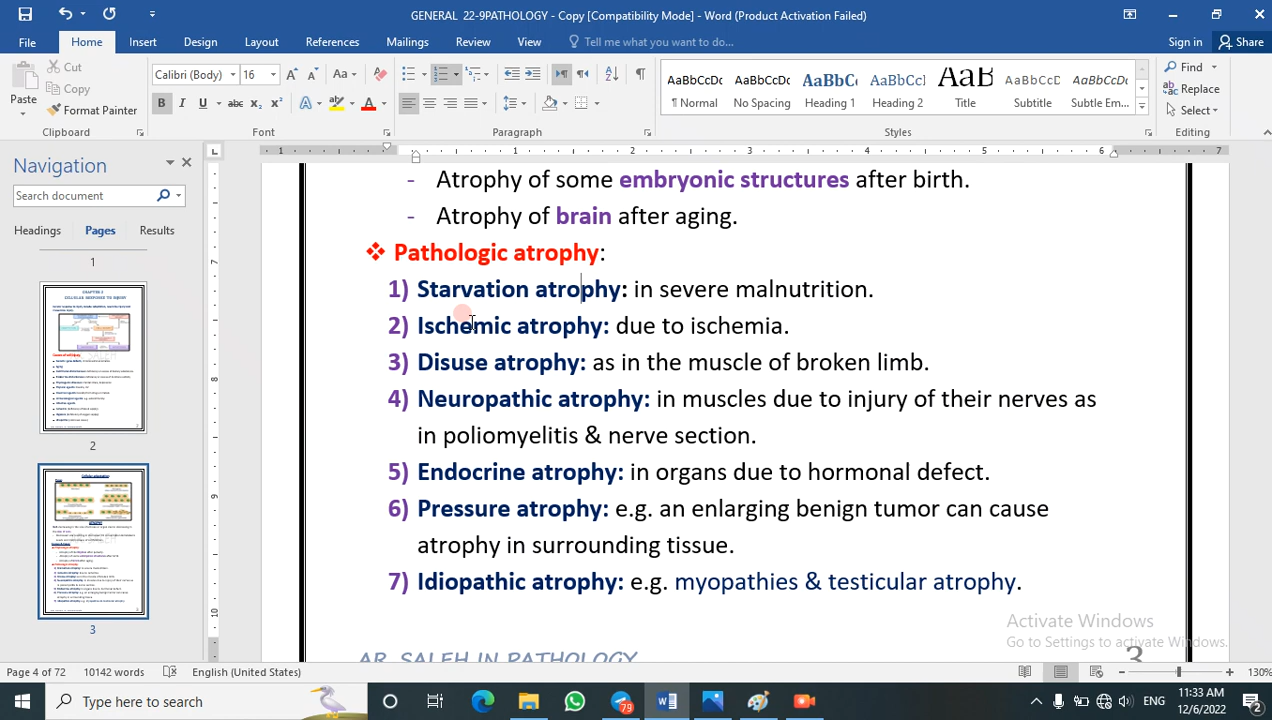 GENERAL 22-9PATHOLOGY - Copy [Compatibility Mode] - Word (Product Activation Failed)
File Home Insert Design Layout References Mailings Review View Tell me what you want to do... Sign in Share
Paste
Cut
Copy
Format Painter
Clipboard
Calibri (Body) 16
Font
Paragraph
AaBbCcDc AaBbCcDc AaBbC AaBbCcC AaB AaBbCcD AaBbCcD
¶ Normal No Spacing Heading 1 Heading 2 Title Subtitle Subtle Em...
Styles
Find
Replace
Select
Editing
Navigation
Search document
Headings Pages Results
1
2
3
- Atrophy of some embryonic structures after birth.
- Atrophy of brain after aging.
❖ Pathologic atrophy:
1) Starvation atrophy: in severe malnutrition.
2) Ischemic atrophy: due to ischemia.
3) Disuse atrophy: as in the muscle of broken limb.
4) Neuropathic atrophy: in muscles due to injury of their nerves as
in poliomyelitis & nerve section.
5) Endocrine atrophy: in organs due to hormonal defect.
6) Pressure atrophy: e.g. an enlarging benign tumor can cause
atrophy in surrounding tissue.
7) Idiopathic atrophy: e.g. myopathies & testicular atrophy.
AR. SALEH IN PATHOLOGY
3
Activate Windows
Go to Settings to activate Windows.
Page 4 of 72 10142 words English (United States) 130%
Type here to search
79
ENG
11:33 AM
12/6/2022
2